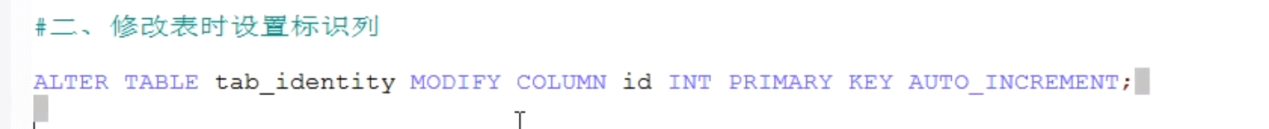 #二、修改表时设置标识列
ALTER TABLE tab_identity MODIFY COLUMN id INT PRIMARY KEY AUTO_INCREMENT;